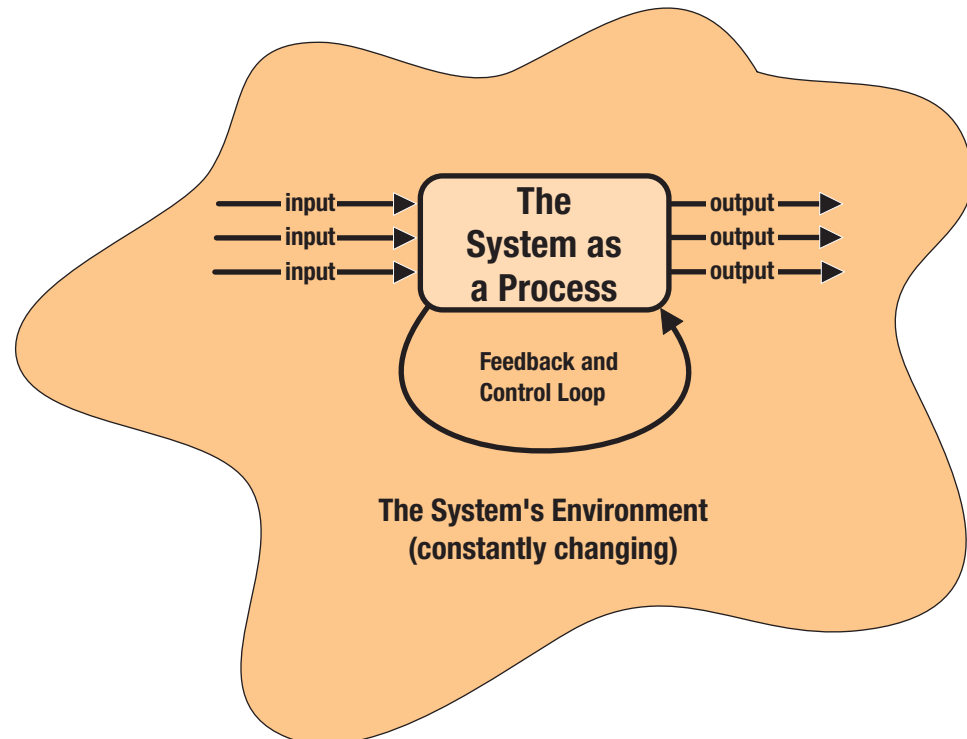 The
System as
a Process
input
input
input
output
output
output
Feedback and
Control Loop
The System's Environment
(constantly changing)